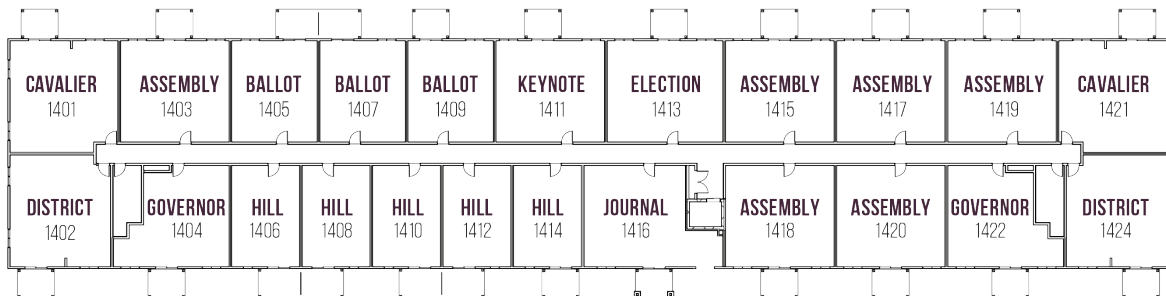 CAVALIER
1401
ASSEMBLY
1403
BALLOT
1405
BALLOT
1407
BALLOT
1409
KEYNOTE
1411
ELECTION
1413
ASSEMBLY
1415
ASSEMBLY
1417
ASSEMBLY
1419
CAVALIER
1421
DISTRICT
1402
GOVERNOR
1404
HILL
1406
HILL
1408
HILL
1410
HILL
1412
HILL
1414
JOURNAL
1416
ASSEMBLY
1418
ASSEMBLY
1420
GOVERNOR
1422
DISTRICT
1424